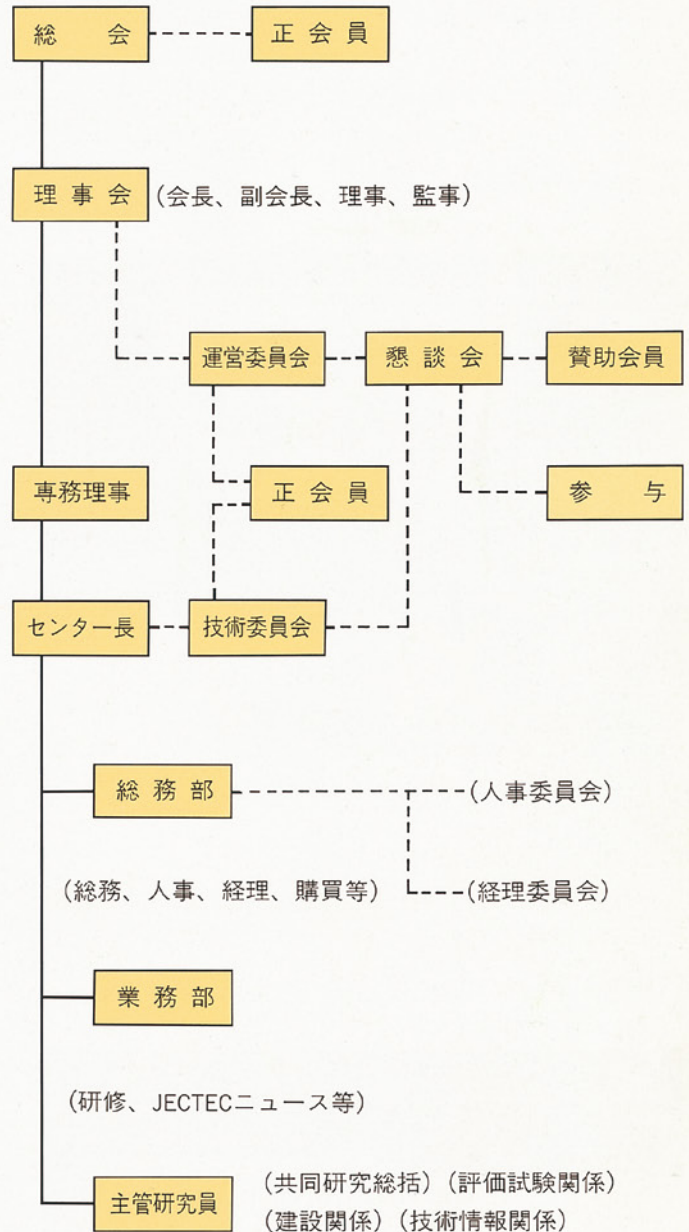 総会
正会員
理事会
(会長、副会長、理事、監事)
運営委員会
懇談会
賛助会員
専務理事
正会員
参与
センター長
技術委員会
総務部
(人事委員会)
(総務、人事、経理、購買等)
(経理委員会)
業務部
(研修、JECTECニュース等)
主管研究員
(共同研究総括) (評価試験関係)
(建設関係) (技術情報関係)